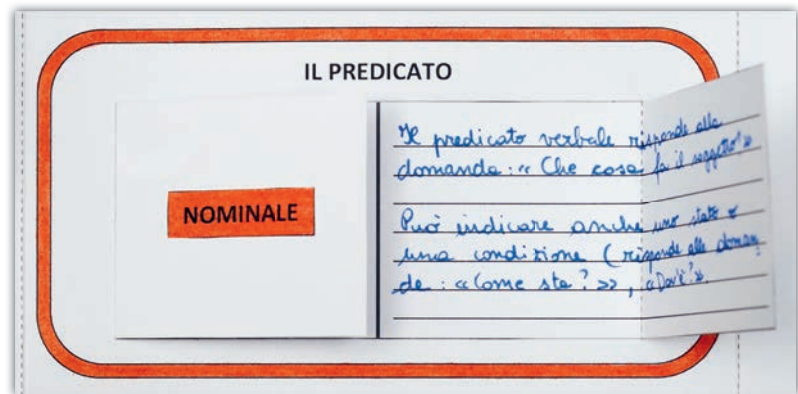 IL PREDICATO
NOMINALE
Il predicato verbale risponde alla
domanda: « Che cosa fa il soggetto?»
Può indicare anche uno stato o
una condizione (risponde alle doman
de: «Come sta?», «Dov'è?».